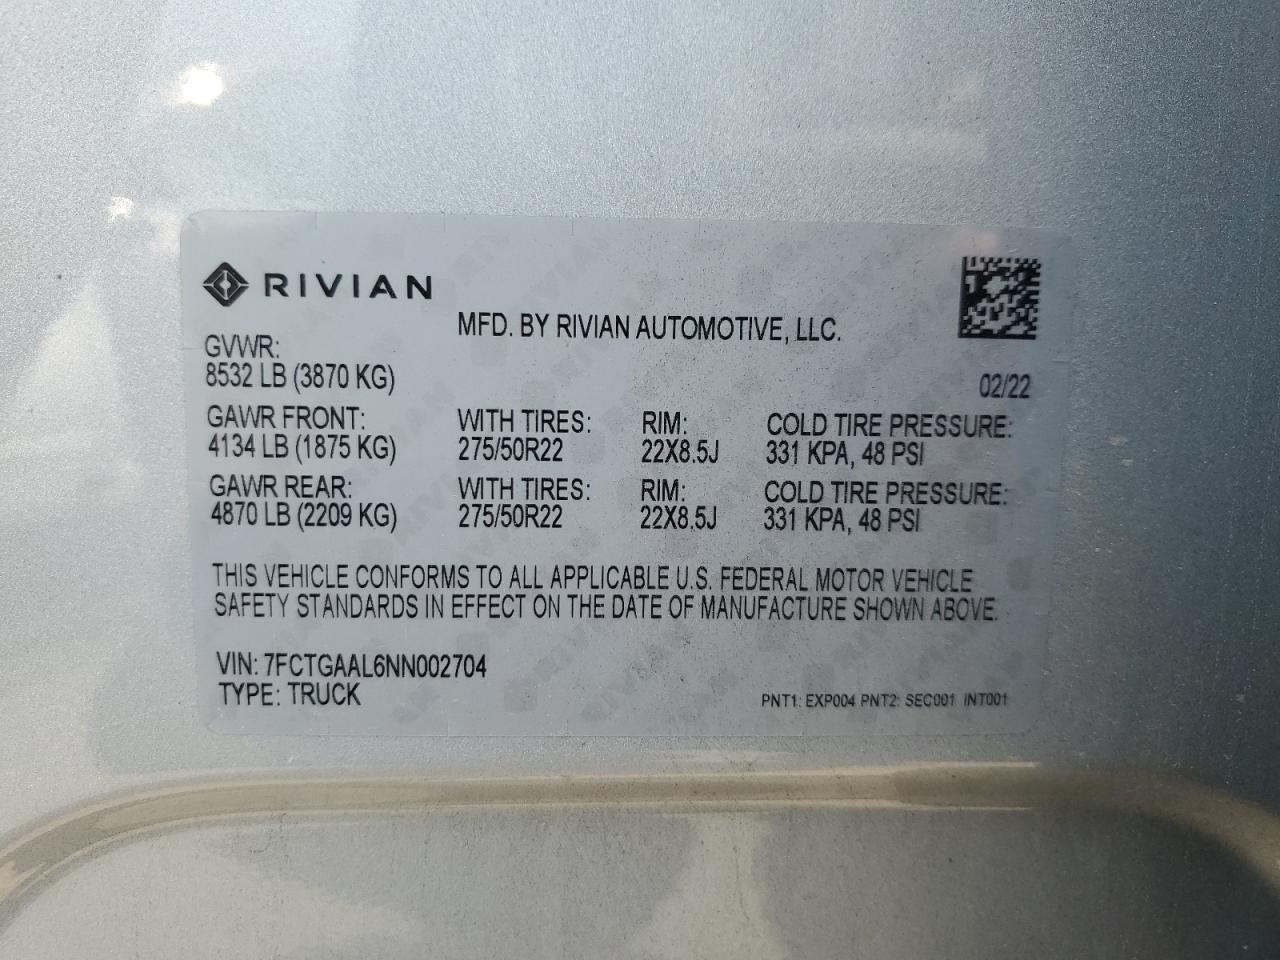 RIVIAN
MFD. BY RIVIAN AUTOMOTIVE, LLC.
GVWR:
8532 LB (3870 KG)
02/22
GAWR FRONT: WITH TIRES: RIM: COLD TIRE PRESSURE:
4134 LB (1875 KG) 275/50R22 22X8.5J 331 KPA, 48 PSI
GAWR REAR: WITH TIRES: RIM: COLD TIRE PRESSURE:
4870 LB (2209 KG) 275/50R22 22X8.5J 331 KPA, 48 PSI
THIS VEHICLE CONFORMS TO ALL APPLICABLE U.S. FEDERAL MOTOR VEHICLE
SAFETY STANDARDS IN EFFECT ON THE DATE OF MANUFACTURE SHOWN ABOVE.
VIN: 7FCTGAAL6NN002704
TYPE: TRUCK
PNT1: EXP004 PNT2: SEC001 INT001